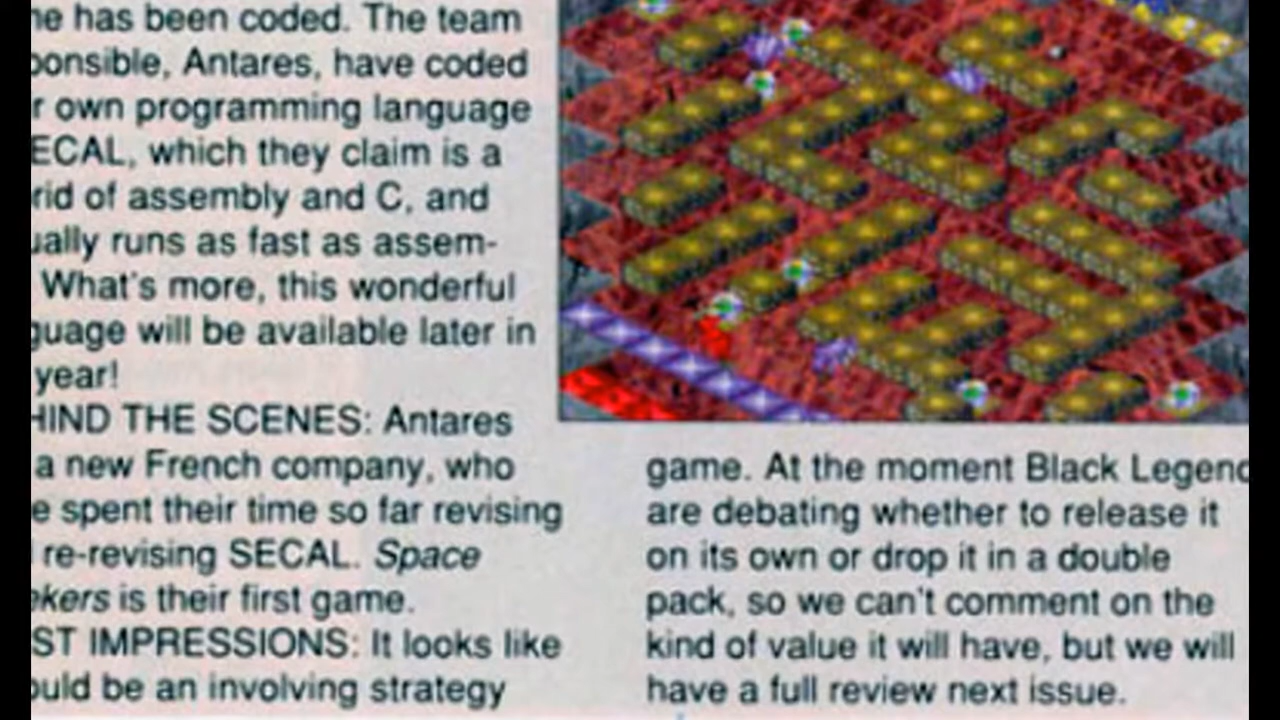 ne has been coded. The team
ponsible, Antares, have coded
r own programming language
ECAL, which they claim is a
rid of assembly and C, and
ually runs as fast as assem-
What's more, this wonderful
guage will be available later in
year!
HIND THE SCENES: Antares
a new French company, who
e spent their time so far revising
re-revising SECAL. Space
ekers is their first game.
ST IMPRESSIONS: It looks like
ould be an involving strategy
game. At the moment Black Legend
are debating whether to release it
on its own or drop it in a double
pack, so we can't comment on the
kind of value it will have, but we will
have a full review next issue.